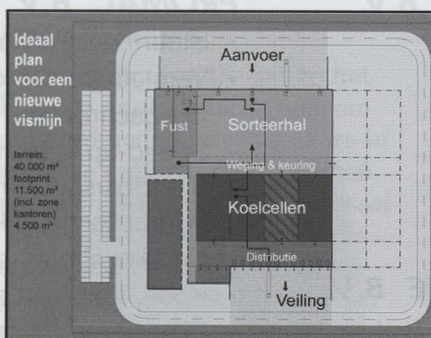 Ideaal
plan
voor een
nieuwe
vismijn
terrein:
40.000 m²
footprint
11.500 m²
(incl. zone
kantoren)
4.500 m²
Aanvoer
Fust
Sorteerhal
Weging & keuring
Koelcellen
Distributie
Veiling